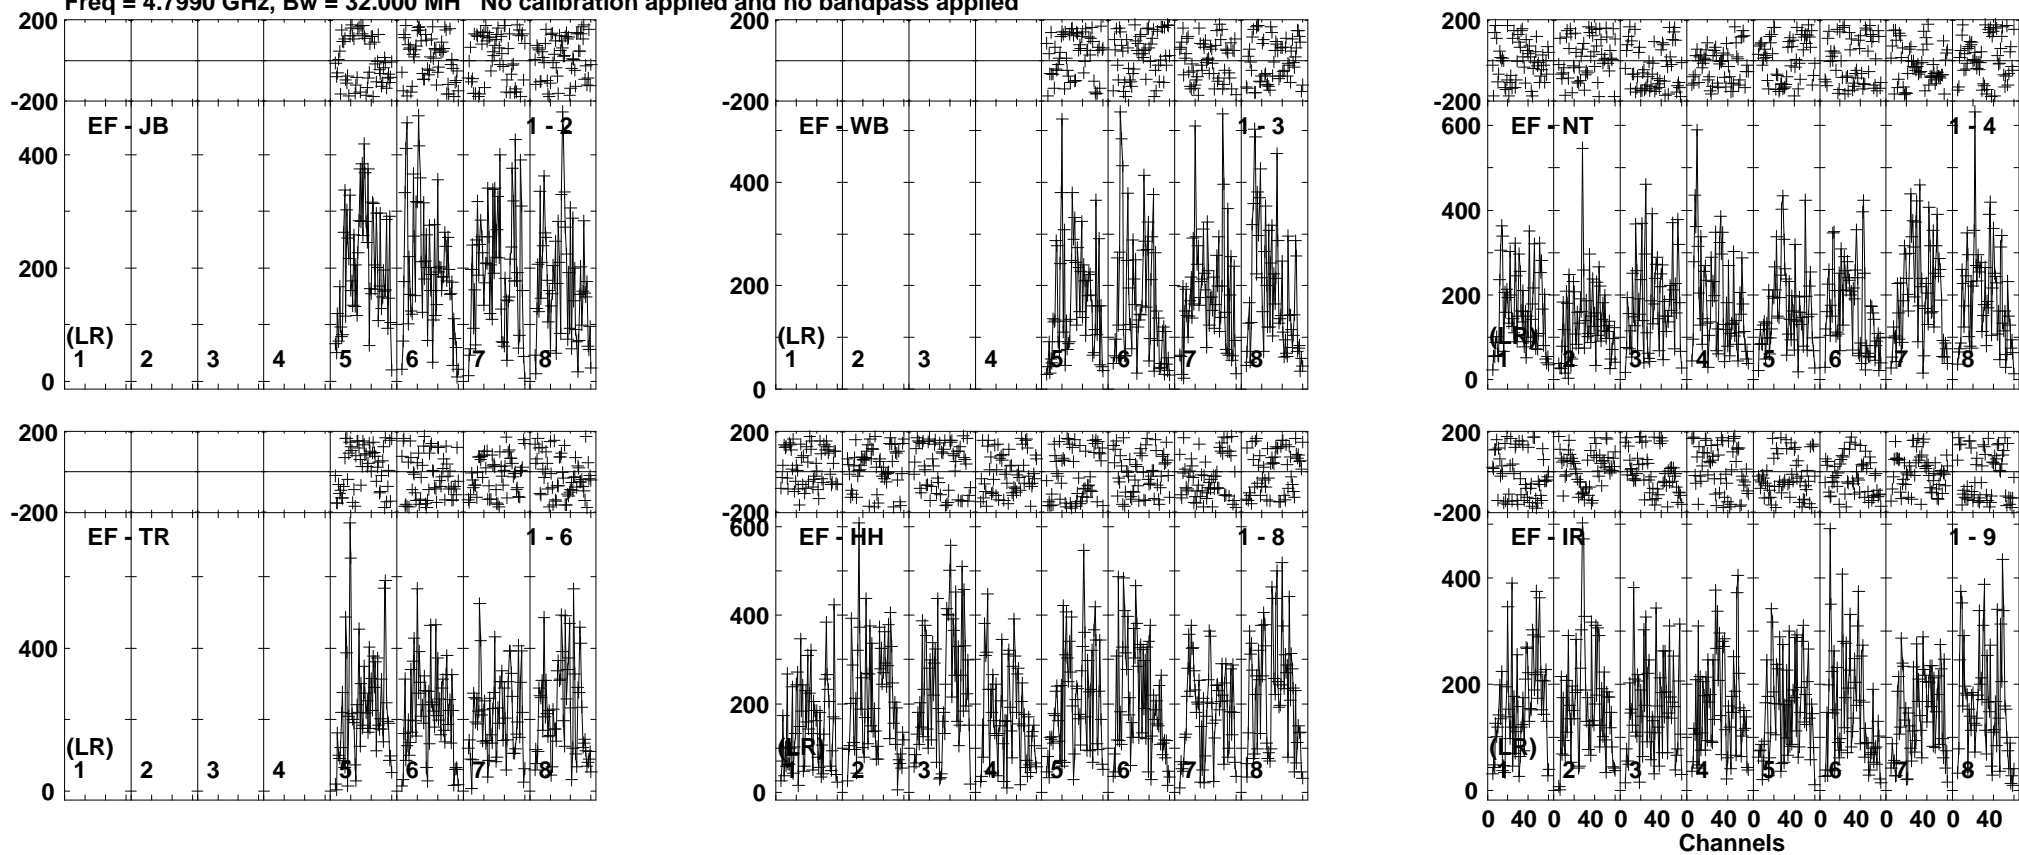 Freq = 4.7990 GHz, Bw = 32.000 MH No calibration applied and no bandpass applied
200
-200
EF - JB 1 - 2
400
200
0
(LR)
1 2 3 4 5 6 7 8
200
-200
EF - WB 1 - 3
400
200
0
(LR)
1 2 3 4 5 6 7 8
200
-200
600
EF - NT 1 - 4
400
200
0
(LR)
1 2 3 4 5 6 7 8
200
-200
EF - TR 1 - 6
400
0
(LR)
1 2 3 4 5 6 7 8
200
-200
600
EF - HH 1 - 8
400
200
0
(LR)
1 2 3 4 5 6 7 8
200
-200
EF - IR 1 - 9
400
200
0
(LR)
1 2 3 4 5 6 7 8
0 40 0 40 0 40 0 40 0 40 0 40 0 40 0 40
Channels